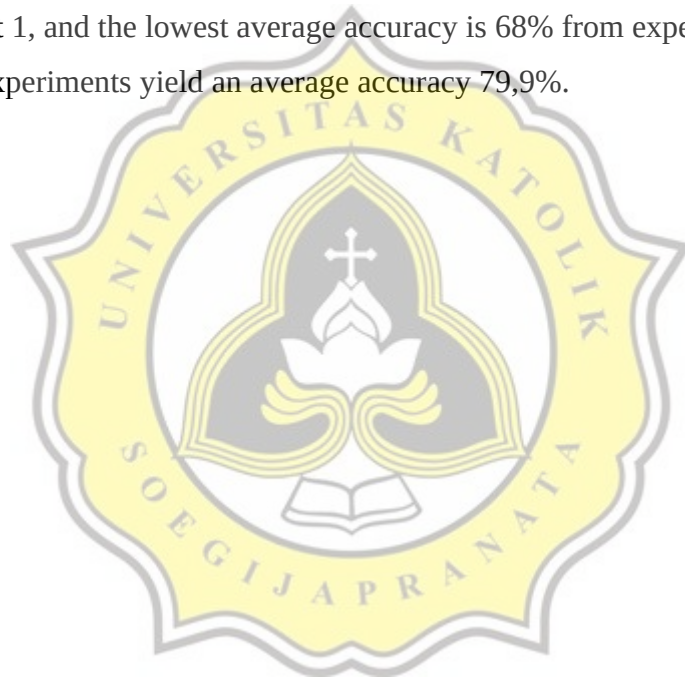 t 1, and the lowest average accuracy is 68% from expe
xperiments yield an average accuracy 79,9%.
UNIVERSITAS KATOLIK
SOEGIJAPRANATA